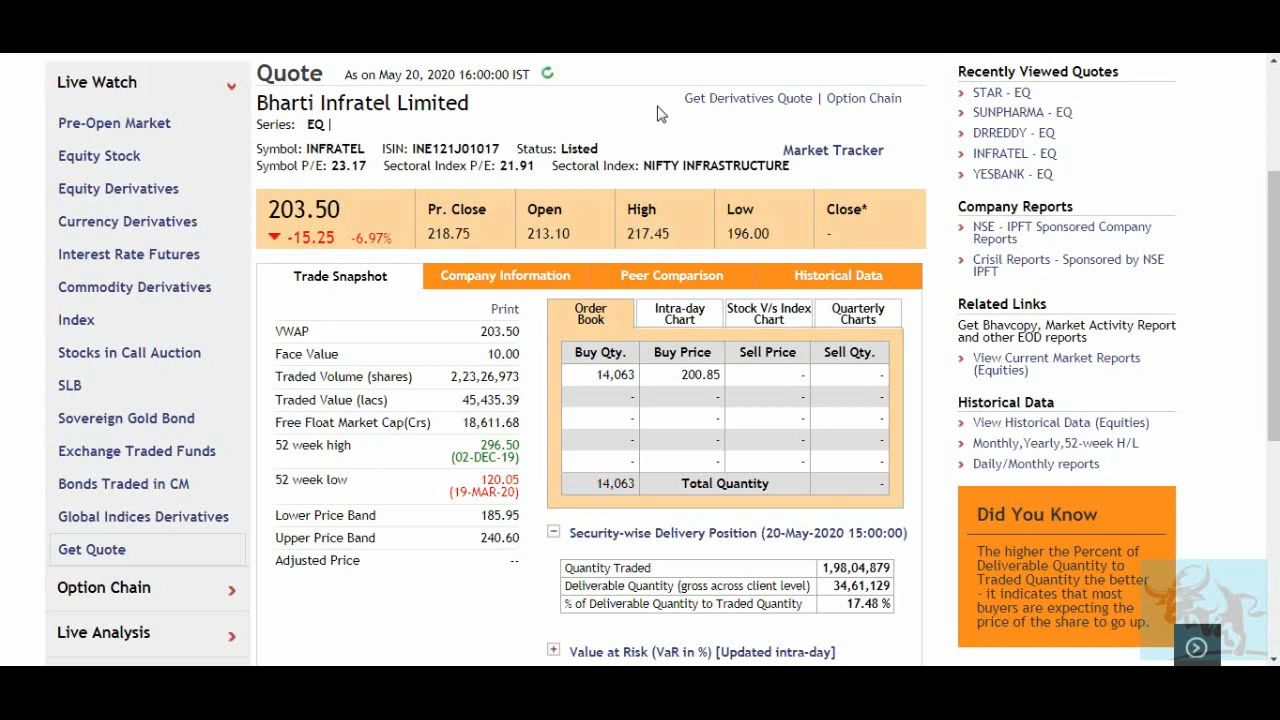 Live Watch
Pre-Open Market
Equity Stock
Equity Derivatives
Currency Derivatives
Interest Rate Futures
Commodity Derivatives
Index
Stocks in Call Auction
SLB
Sovereign Gold Bond
Exchange Traded Funds
Bonds Traded in CM
Global Indices Derivatives
Get Quote
Option Chain
Live Analysis
Quote As on May 20, 2020 16:00:00 IST
Get Derivatives Quote | Option Chain
Bharti Infratel Limited
Series: EQ |
Symbol: INFRATEL ISIN: INE121J01017 Status: Listed
Market Tracker
Symbol P/E: 23.17 Sectoral Index P/E: 21.91 Sectoral Index: NIFTY INFRASTRUCTURE
203.50 Pr. Close Open High Low Close*
-15.25 -6.97% 218.75 213.10 217.45 196.00 -
Trade Snapshot Company Information Peer Comparison Historical Data
Print
VWAP 203.50
Face Value 10.00
Traded Volume (shares) 2,23,26,973
Traded Value (lacs) 45,435.39
Free Float Market Cap(Crs) 18,611.68
52 week high 296.50
(02-DEC-19)
52 week low 120.05
(19-MAR-20)
Lower Price Band 185.95
Upper Price Band 240.60
Adjusted Price --
Order Intra-day Stock V/s Index Quarterly
Book Chart Chart Charts
Buy Qty. Buy Price Sell Price Sell Qty.
14,063 200.85 - -
- - - -
- - - -
- - - -
- - - -
14,063 Total Quantity -
Security-wise Delivery Position (20-May-2020 15:00:00)
Quantity Traded 1,98,04,879
Deliverable Quantity (gross across client level) 34,61,129
% of Deliverable Quantity to Traded Quantity 17.48 %
Value at Risk (VaR in %) [Updated intra-day]
Recently Viewed Quotes
STAR - EQ
SUNPHARMA - EQ
DRREDDY - EQ
INFRATEL - EQ
YESBANK - EQ
Company Reports
NSE - IPFT Sponsored Company
Reports
Crisil Reports - Sponsored by NSE
IPFT
Related Links
Get Bhavcopy, Market Activity Report
and other EOD reports
View Current Market Reports
(Equities)
Historical Data
View Historical Data (Equities)
Monthly,Yearly,52-week H/L
Daily/Monthly reports
Did You Know
The higher the Percent of
Deliverable Quantity to
Traded Quantity the better
- it indicates that most
buyers are expecting the
price of the share to go up.